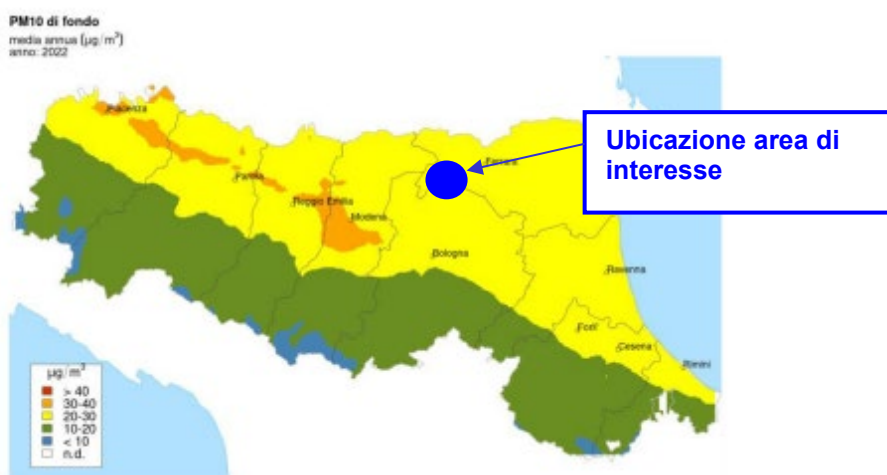 PM10 di fondo
media annua (µg/m³)
anno: 2022
Ubicazione area di
interesse
Piacenza
Ferrara
Parma
Reggio Emilia
Modena
Bologna
Ravenna
Forlì
Cesena
Rimini
µg/m³
> 40
30-40
20-30
10-20
< 10
n.d.